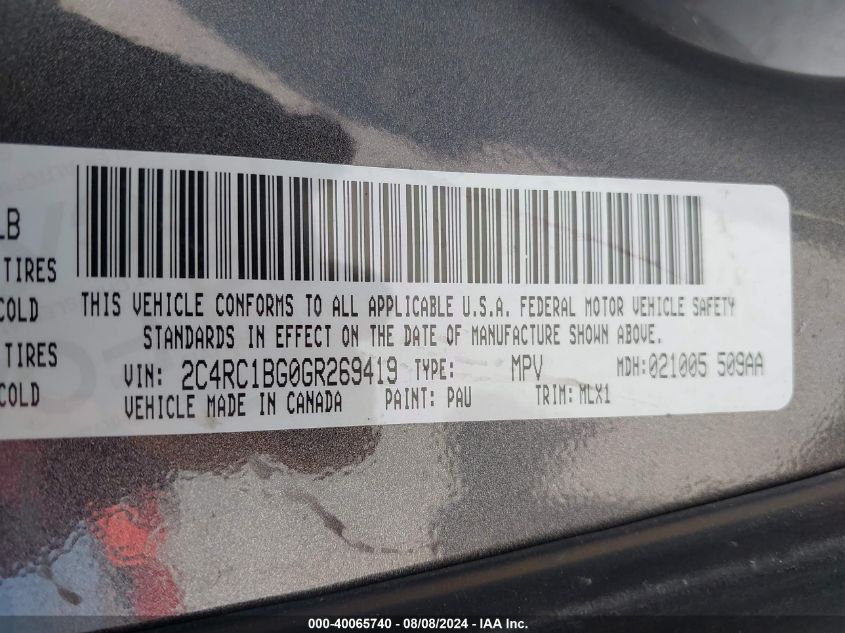 LB
TIRES
COLD
TIRES
COLD
THIS VEHICLE CONFORMS TO ALL APPLICABLE U.S.A. FEDERAL MOTOR VEHICLE SAFETY
STANDARDS IN EFFECT ON THE DATE OF MANUFACTURE SHOWN ABOVE.
VIN: 2C4RC1BG0GR269419 TYPE: MPV MDH:021005 509AA
VEHICLE MADE IN CANADA PAINT: PAU TRIM: MLX1
000-40065740 - 08/08/2024 - IAA Inc.